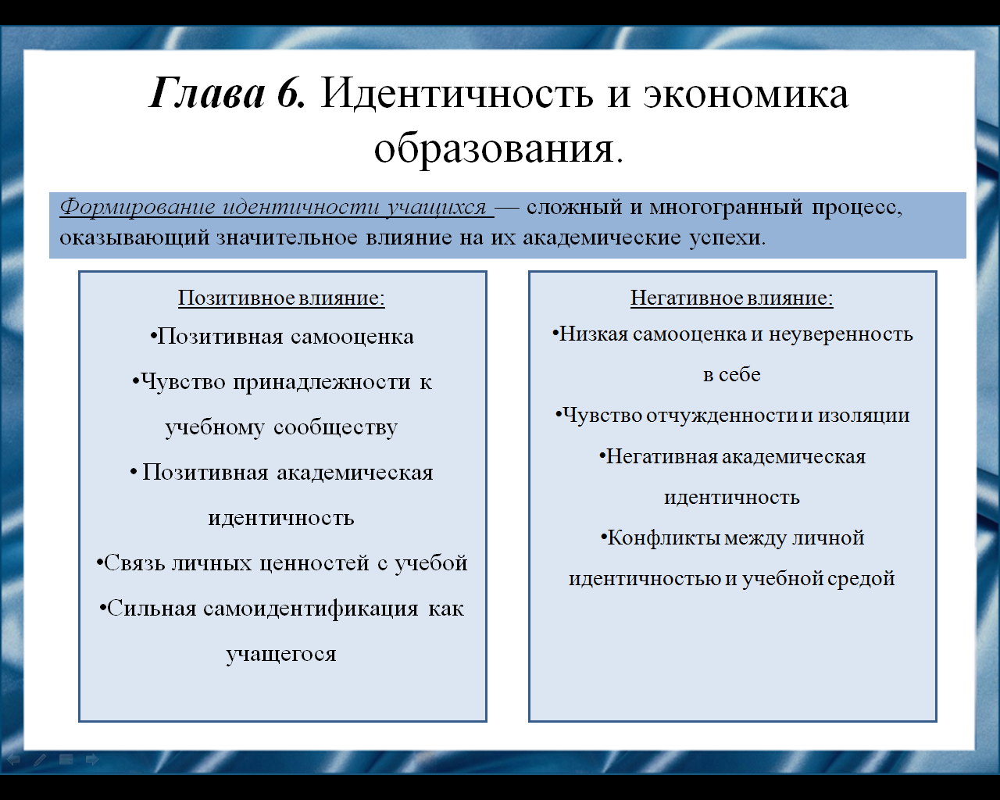 Глава 6. Идентичность и экономика
образования.
Формирование идентичности учащихся — сложный и многогранный процесс,
оказывающий значительное влияние на их академические успехи.
Позитивное влияние:
•Позитивная самооценка
•Чувство принадлежности к
учебному сообществу
• Позитивная академическая
идентичность
•Связь личных ценностей с учебой
•Сильная самоидентификация как
учащегося
Негативное влияние:
•Низкая самооценка и неуверенность
в себе
•Чувство отчужденности и изоляции
•Негативная академическая
идентичность
•Конфликты между личной
идентичностью и учебной средой